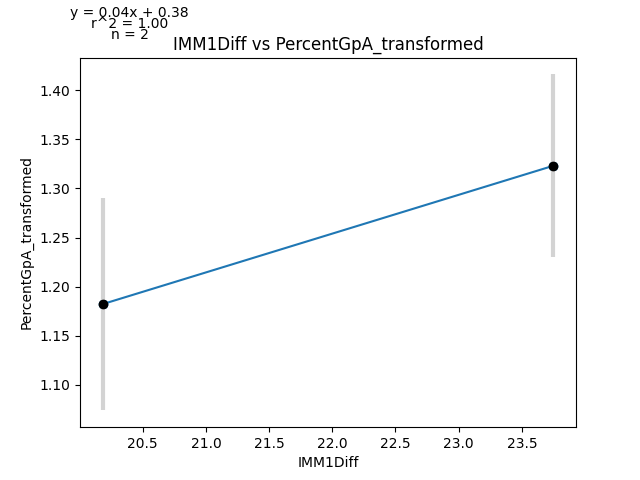 y = 0.04x + 0.38
r^2 = 1.00
n = 2
IMM1Diff vs PercentGpA_transformed
PercentGpA_transformed
1.40
1.35
1.30
1.25
1.20
1.15
1.10
20.5 21.0 21.5 22.0 22.5 23.0 23.5
IMM1Diff